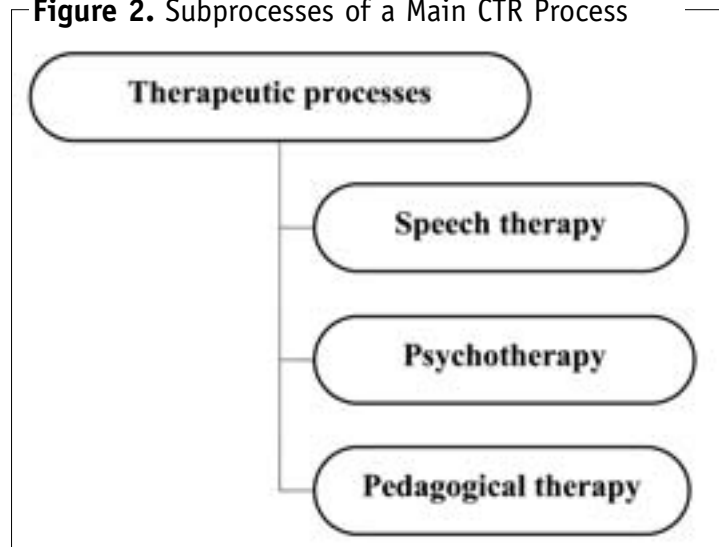 Figure 2. Subprocesses of a Main CTR Process
Therapeutic processes
Speech therapy
Psychotherapy
Pedagogical therapy